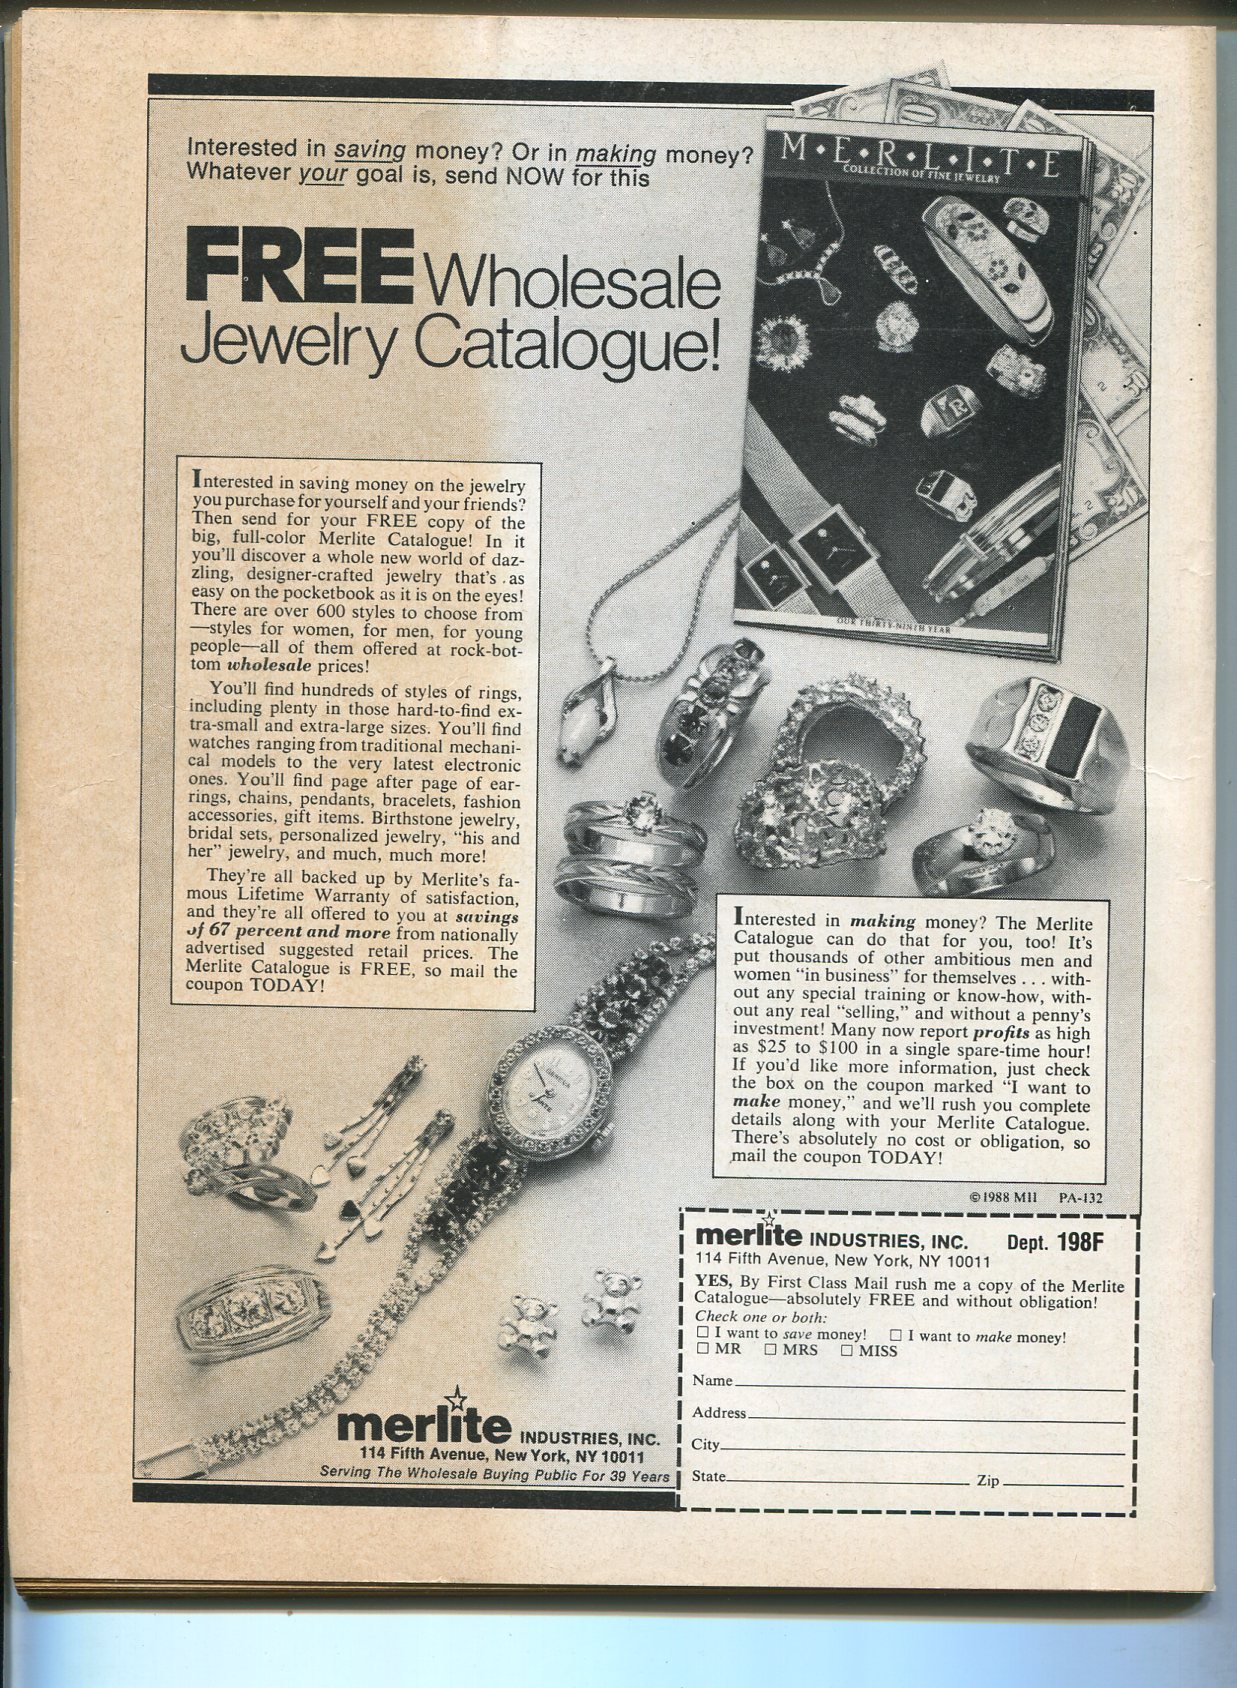 Interested in saving money? Or in making money?
Whatever your goal is, send NOW for this
FREE Wholesale
Jewelry Catalogue!
M•E•R•L•I•T•E
COLLECTION OF FINE JEWELRY
OUR THIRTY-NINTH YEAR
Interested in saving money on the jewelry
you purchase for yourself and your friends?
Then send for your FREE copy of the
big, full-color Merlite Catalogue! In it
you'll discover a whole new world of daz-
zling, designer-crafted jewelry that's as
easy on the pocketbook as it is on the eyes!
There are over 600 styles to choose from
—styles for women, for men, for young
people—all of them offered at rock-bot-
tom wholesale prices!
You'll find hundreds of styles of rings,
including plenty in those hard-to-find ex-
tra-small and extra-large sizes. You'll find
watches ranging from traditional mechani-
cal models to the very latest electronic
ones. You'll find page after page of ear-
rings, chains, pendants, bracelets, fashion
accessories, gift items. Birthstone jewelry,
bridal sets, personalized jewelry, "his and
her" jewelry, and much, much more!
They're all backed up by Merlite's fa-
mous Lifetime Warranty of satisfaction,
and they're all offered to you at savings
of 67 percent and more from nationally
advertised suggested retail prices. The
Merlite Catalogue is FREE, so mail the
coupon TODAY!
Interested in making money? The Merlite
Catalogue can do that for you, too! It's
put thousands of other ambitious men and
women "in business" for themselves . . . with-
out any special training or know-how, with-
out any real "selling," and without a penny's
investment! Many now report profits as high
as $25 to $100 in a single spare-time hour!
If you'd like more information, just check
the box on the coupon marked "I want to
make money," and we'll rush you complete
details along with your Merlite Catalogue.
There's absolutely no cost or obligation, so
mail the coupon TODAY!
©1988 MII PA-132
merlite INDUSTRIES, INC. Dept. 198F
114 Fifth Avenue, New York, NY 10011
YES, By First Class Mail rush me a copy of the Merlite
Catalogue—absolutely FREE and without obligation!
Check one or both:
☐ I want to save money! ☐ I want to make money!
☐ MR ☐ MRS ☐ MISS
Name
Address
City
State Zip
merlite INDUSTRIES, INC.
114 Fifth Avenue, New York, NY 10011
Serving The Wholesale Buying Public For 39 Years